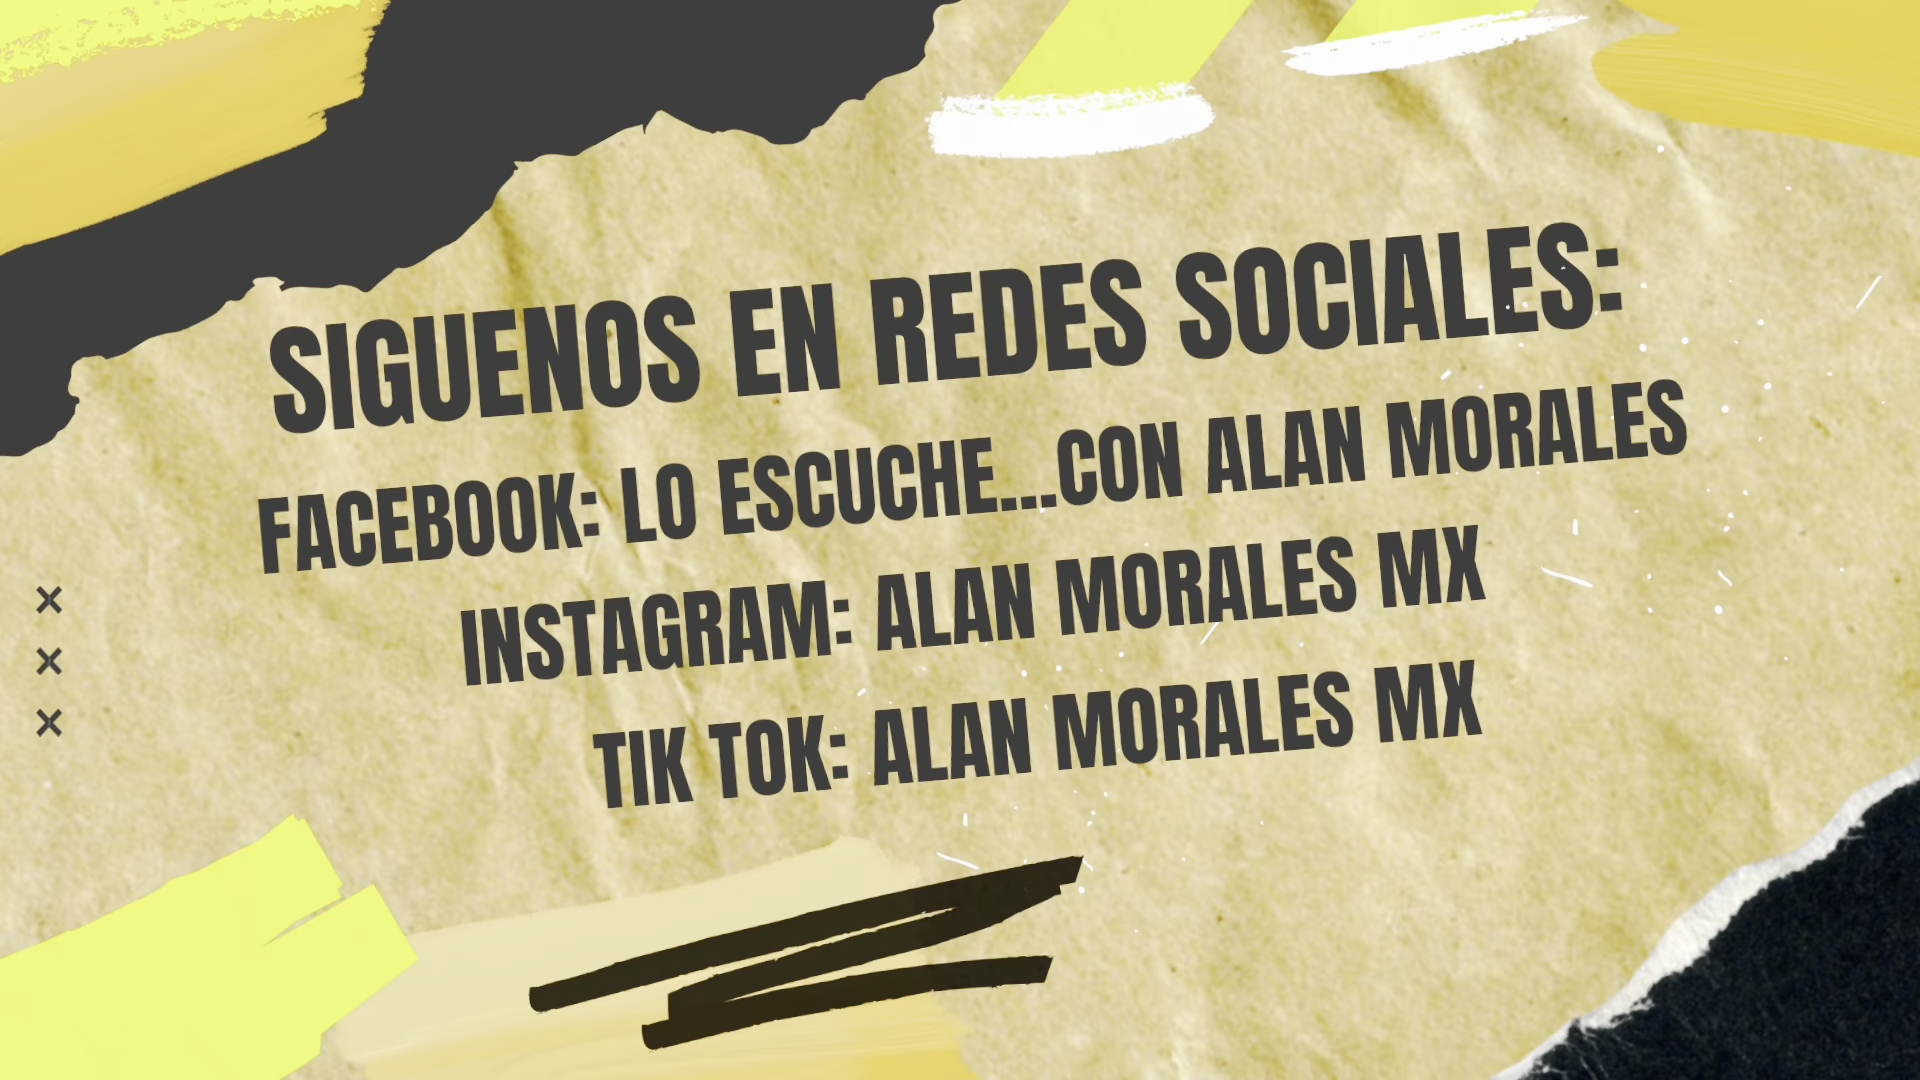 SIGUENOS EN REDES SOCIALES:
FACEBOOK: LO ESCUCHE...CON ALAN MORALES
INSTAGRAM: ALAN MORALES MX
TIK TOK: ALAN MORALES MX